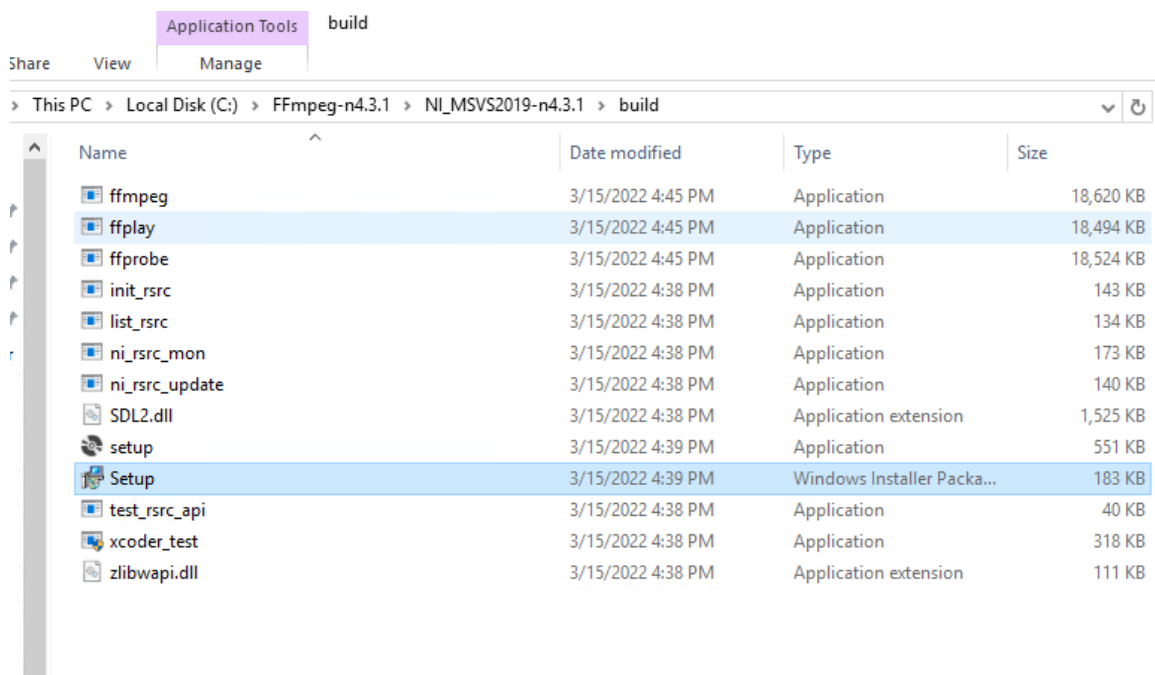 Application Tools build
Share View Manage
› This PC › Local Disk (C:) › FFmpeg-n4.3.1 › NI_MSVS2019-n4.3.1 › build
Name Date modified Type Size
ffmpeg 3/15/2022 4:45 PM Application 18,620 KB
ffplay 3/15/2022 4:45 PM Application 18,494 KB
ffprobe 3/15/2022 4:45 PM Application 18,524 KB
init_rsrc 3/15/2022 4:38 PM Application 143 KB
list_rsrc 3/15/2022 4:38 PM Application 134 KB
ni_rsrc_mon 3/15/2022 4:38 PM Application 173 KB
ni_rsrc_update 3/15/2022 4:38 PM Application 140 KB
SDL2.dll 3/15/2022 4:38 PM Application extension 1,525 KB
setup 3/15/2022 4:39 PM Application 551 KB
Setup 3/15/2022 4:39 PM Windows Installer Packa... 183 KB
test_rsrc_api 3/15/2022 4:38 PM Application 40 KB
xcoder_test 3/15/2022 4:38 PM Application 318 KB
zlibwapi.dll 3/15/2022 4:38 PM Application extension 111 KB